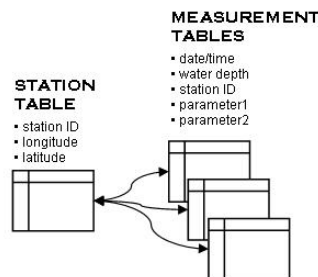 MEASUREMENT
TABLES
▪ date/time
▪ water depth
▪ station ID
▪ parameter1
▪ parameter2
STATION
TABLE
▪ station ID
▪ longitude
▪ latitude